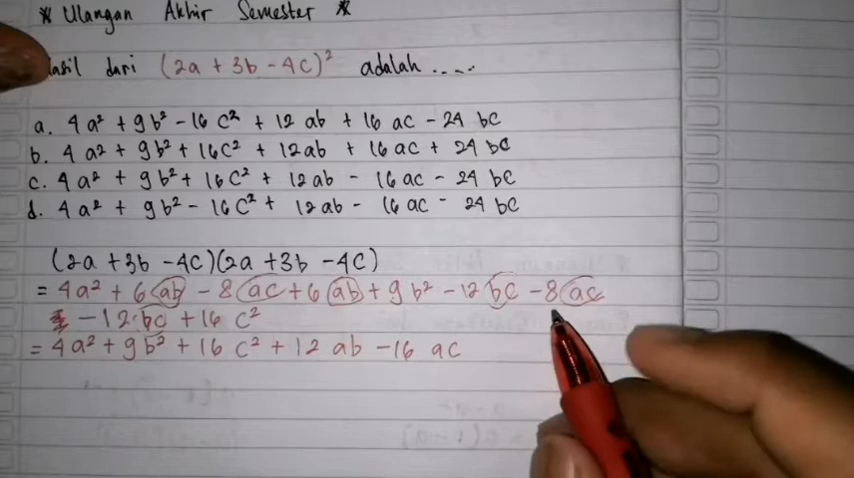 * Ulangan Akhir Semester *
asil dari (2a + 3b - 4c)² adalah .....
a. 4a² + 9b² - 16c² + 12ab + 16ac - 24bc
b. 4a² + 9b² + 16c² + 12ab + 16ac + 24bc
c. 4a² + 9b² + 16c² + 12ab - 16ac - 24bc
d. 4a² + 9b² - 16c² + 12ab - 16ac - 24bc
(2a + 3b - 4c)(2a + 3b - 4c)
= 4a² + 6ab - 8ac + 6ab + 9b² - 12bc - 8ac
- 12bc + 16c²
= 4a² + 9b² + 16c² + 12ab - 16ac